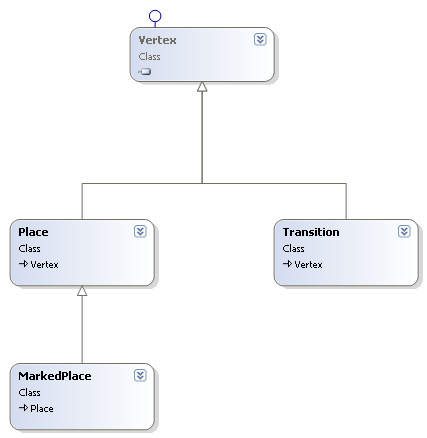 Vertex
Class
Place
Class
Vertex
Transition
Class
Vertex
MarkedPlace
Class
Place